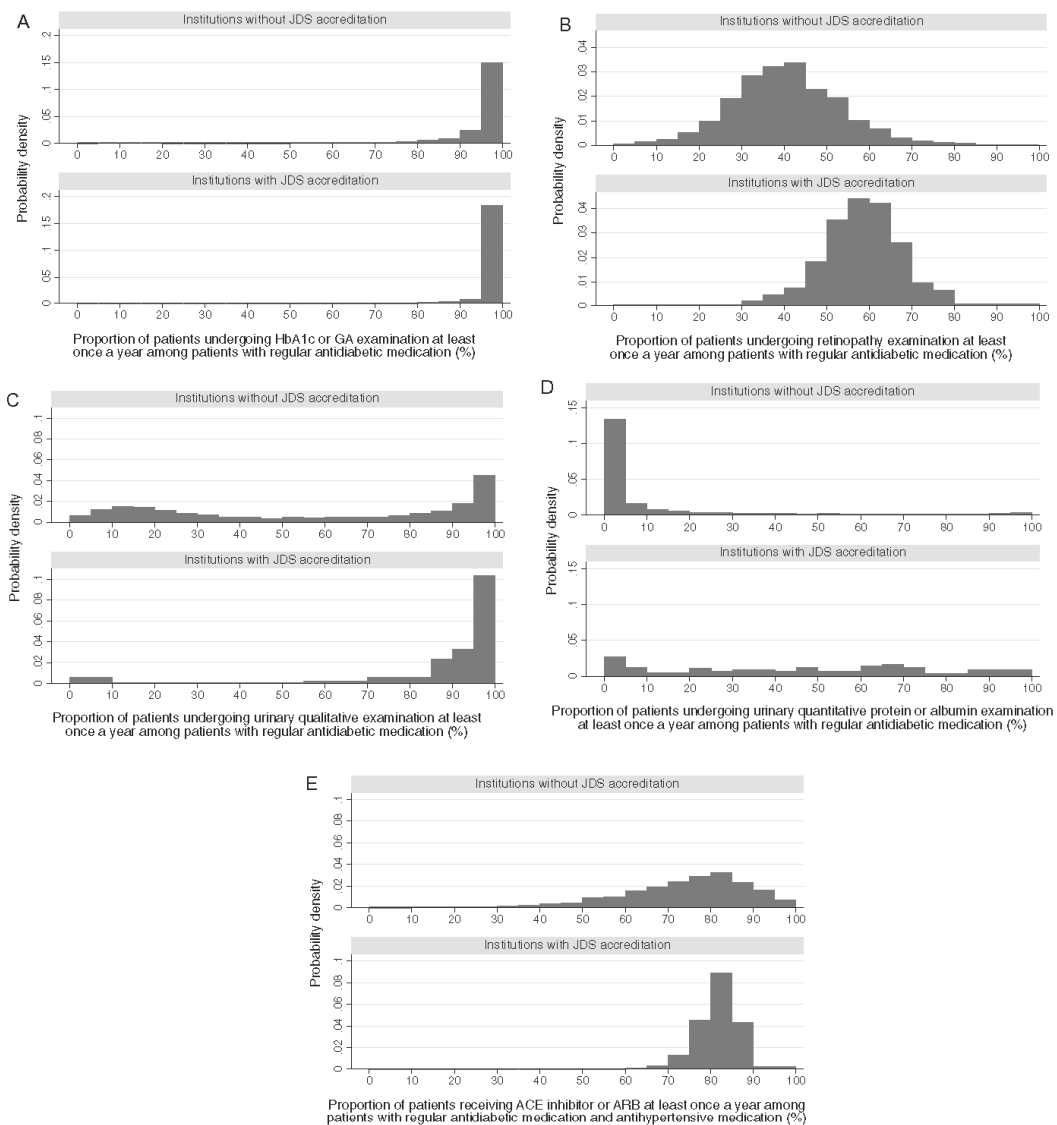 A
Institutions without JDS accreditation
Probability density
0 .05 .1 .15 .2
0 10 20 30 40 50 60 70 80 90 100
Institutions with JDS accreditation
0 .05 .1 .15 .2
0 10 20 30 40 50 60 70 80 90 100
Proportion of patients undergoing HbA1c or GA examination at least
once a year among patients with regular antidiabetic medication (%)
B
Institutions without JDS accreditation
Probability density
0 .01 .02 .03 .04
0 10 20 30 40 50 60 70 80 90 100
Institutions with JDS accreditation
0 .01 .02 .03 .04
0 10 20 30 40 50 60 70 80 90 100
Proportion of patients undergoing retinopathy examination at least
once a year among patients with regular antidiabetic medication (%)
C
Institutions without JDS accreditation
Probability density
0 .02 .04 .06 .08 .1
0 10 20 30 40 50 60 70 80 90 100
Institutions with JDS accreditation
0 .02 .04 .06 .08 .1
0 10 20 30 40 50 60 70 80 90 100
Proportion of patients undergoing urinary qualitative examination at least
once a year among patients with regular antidiabetic medication (%)
D
Institutions without JDS accreditation
Probability density
0 .05 .1 .15
0 10 20 30 40 50 60 70 80 90 100
Institutions with JDS accreditation
0 .05 .1 .15
0 10 20 30 40 50 60 70 80 90 100
Proportion of patients undergoing urinary quantitative protein or albumin examination
at least once a year among patients with regular antidiabetic medication (%)
E
Institutions without JDS accreditation
Probability density
0 .02 .04 .06 .08 .1
0 10 20 30 40 50 60 70 80 90 100
Institutions with JDS accreditation
0 .02 .04 .06 .08 .1
0 10 20 30 40 50 60 70 80 90 100
Proportion of patients receiving ACE inhibitor or ARB at least once a year among
patients with regular antidiabetic medication and antihypertensive medication (%)